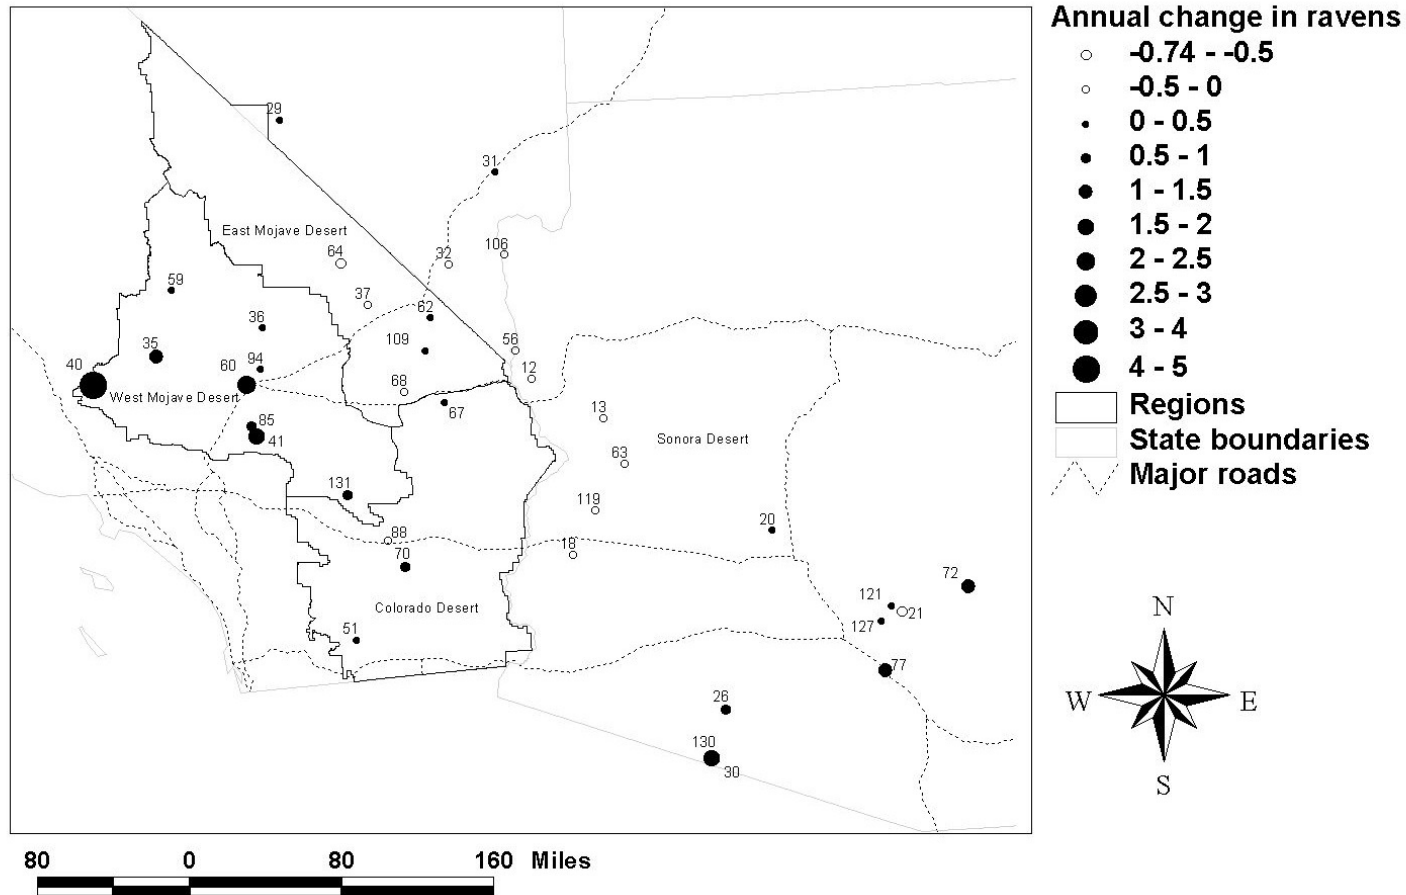 Annual change in ravens
-0.74 - -0.5
-0.5 - 0
0 - 0.5
0.5 - 1
1 - 1.5
1.5 - 2
2 - 2.5
2.5 - 3
3 - 4
4 - 5
Regions
State boundaries
Major roads
29
31
East Mojave Desert
106
64
32
59
37
62
36
109
56
35
94
40
60
12
68
West Mojave Desert
67
13
85
41
Sonora Desert
63
131
119
20
88
18
70
72
121
21
Colorado Desert
127
51
77
26
130
30
N
W
E
S
80
0
80
160 Miles